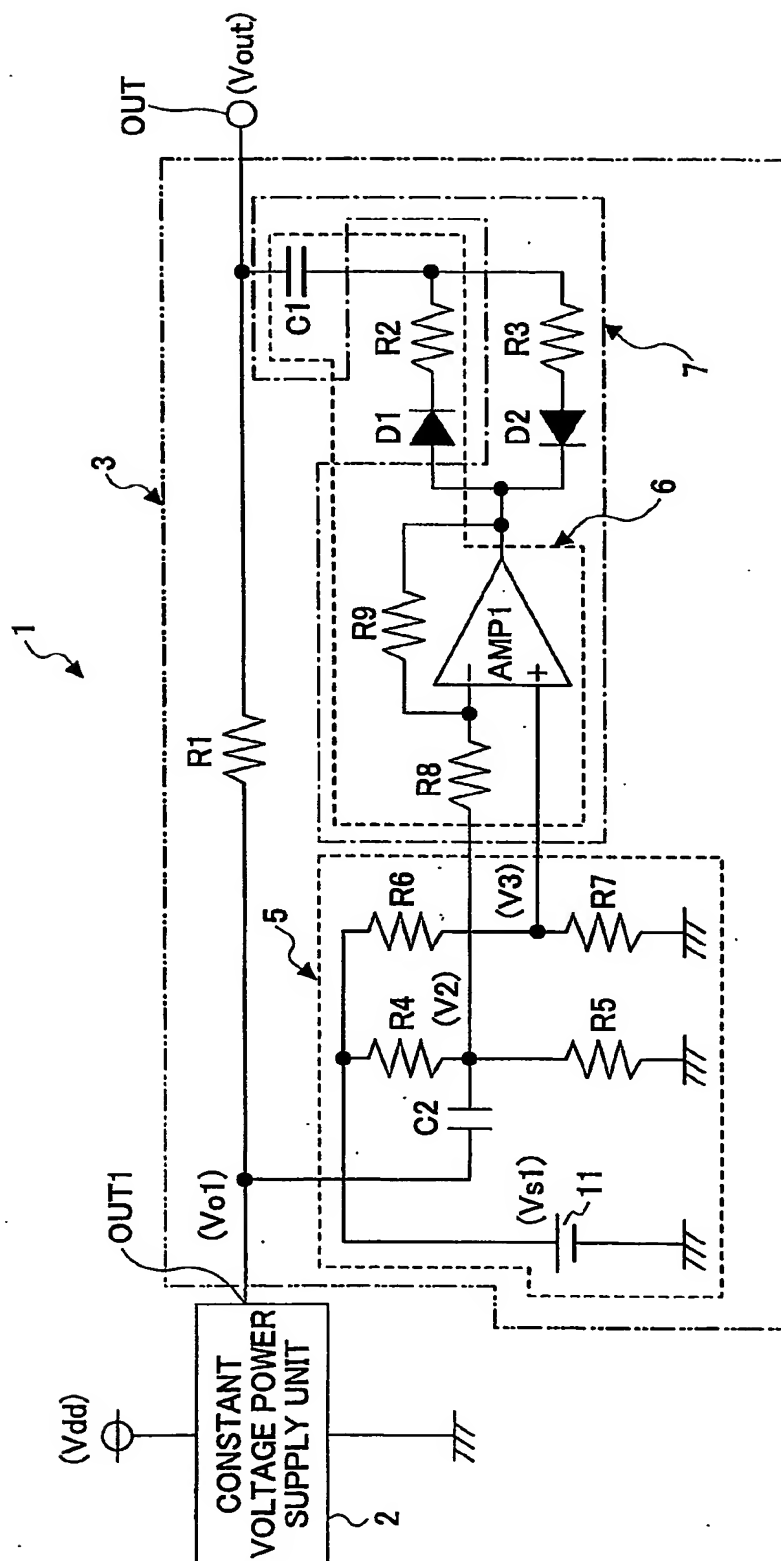 1
3
OUT
(Vout)
R1
OUT1
(Vo1)
(Vdd)
CONSTANT
VOLTAGE POWER
SUPPLY UNIT
2
5
R6
R4
(V2)
(V3)
C2
R5
R7
(Vs1)
11
R9
R8
AMP1
−
+
6
C1
D1
R2
D2
R3
7